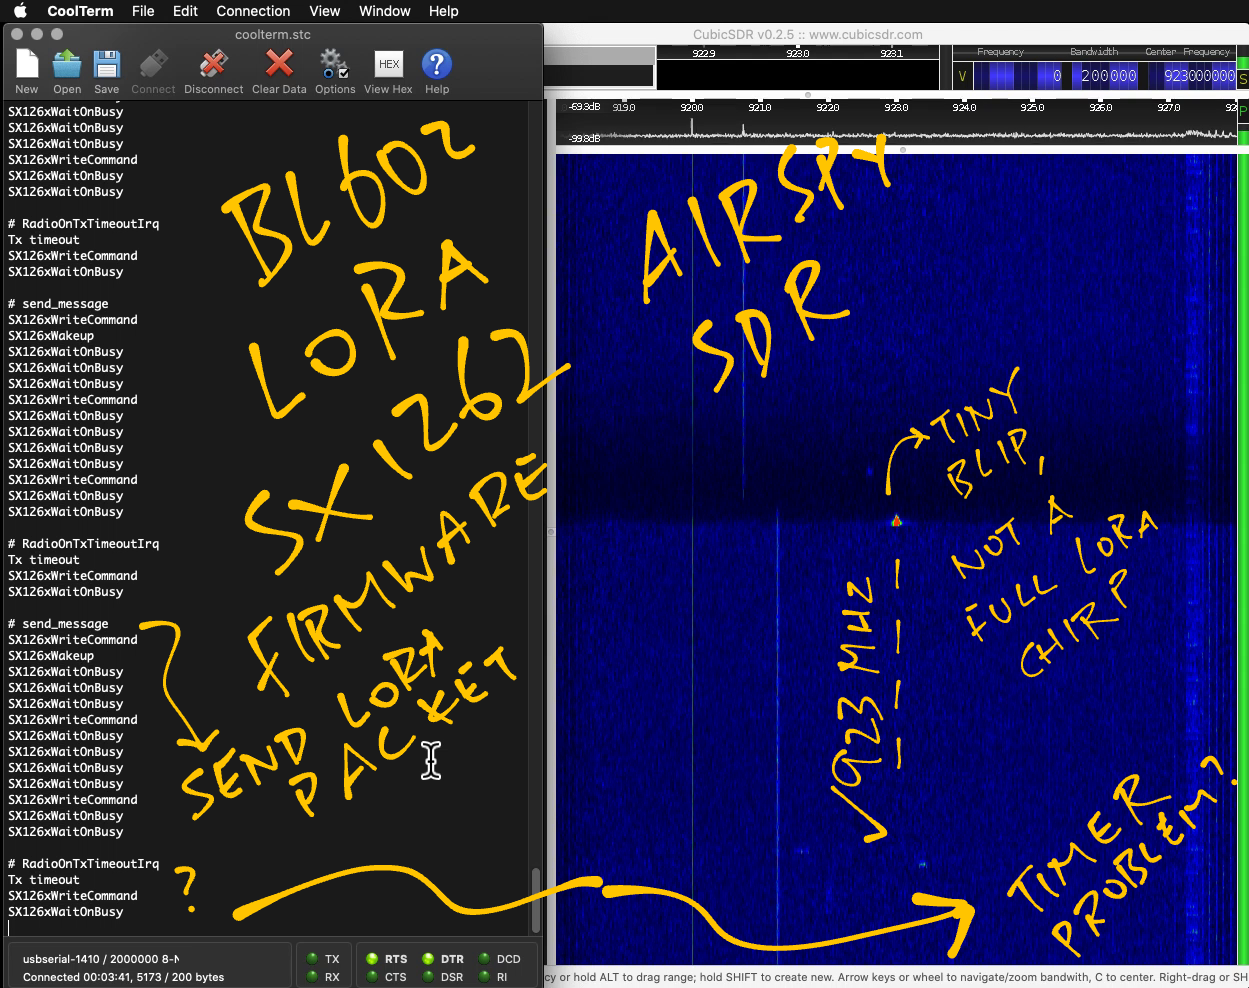 CoolTerm File Edit Connection View Window Help
coolterm.stc
New Open Save Connect Disconnect Clear Data Options View Hex Help
HEX
SX126xWaitOnBusy
SX126xWaitOnBusy
SX126xWaitOnBusy
SX126xWriteCommand
SX126xWaitOnBusy
SX126xWaitOnBusy
# RadioOnTxTimeoutIrq
Tx timeout
SX126xWriteCommand
SX126xWaitOnBusy
# send_message
SX126xWriteCommand
SX126xWakeup
SX126xWaitOnBusy
SX126xWaitOnBusy
SX126xWaitOnBusy
SX126xWriteCommand
SX126xWaitOnBusy
SX126xWaitOnBusy
SX126xWaitOnBusy
SX126xWaitOnBusy
SX126xWriteCommand
SX126xWaitOnBusy
SX126xWaitOnBusy
# RadioOnTxTimeoutIrq
Tx timeout
SX126xWriteCommand
SX126xWaitOnBusy
# send_message
SX126xWriteCommand
SX126xWakeup
SX126xWaitOnBusy
SX126xWaitOnBusy
SX126xWaitOnBusy
SX126xWriteCommand
SX126xWaitOnBusy
SX126xWaitOnBusy
SX126xWaitOnBusy
SX126xWaitOnBusy
SX126xWriteCommand
SX126xWaitOnBusy
SX126xWaitOnBusy
# RadioOnTxTimeoutIrq
Tx timeout
SX126xWriteCommand
SX126xWaitOnBusy
BL602
LORA
SX1262
FIRMWARE
SEND LORA
PACKET
?
usbserial-1410 / 2000000 8-N
Connected 00:03:41, 5173 / 200 bytes
TX RTS DTR DCD
RX CTS DSR RI
CubicSDR v0.2.5 :: www.cubicsdr.com
922.9 923.0 923.1
Frequency Bandwidth Center Frequency
V 0 200000 923000000 S
P
-69.3dB 919.0 920.0 921.0 922.0 923.0 924.0 925.0 926.0 927.0
-99.8dB
AIRSPY
SDR
TINY
BLIP,
NOT A
FULL LORA
CHIRP
923 MHZ
TIMER
PROBLEM?
cy or hold ALT to drag range; hold SHIFT to create new. Arrow keys or wheel to navigate/zoom bandwith, C to center. Right-drag or SH